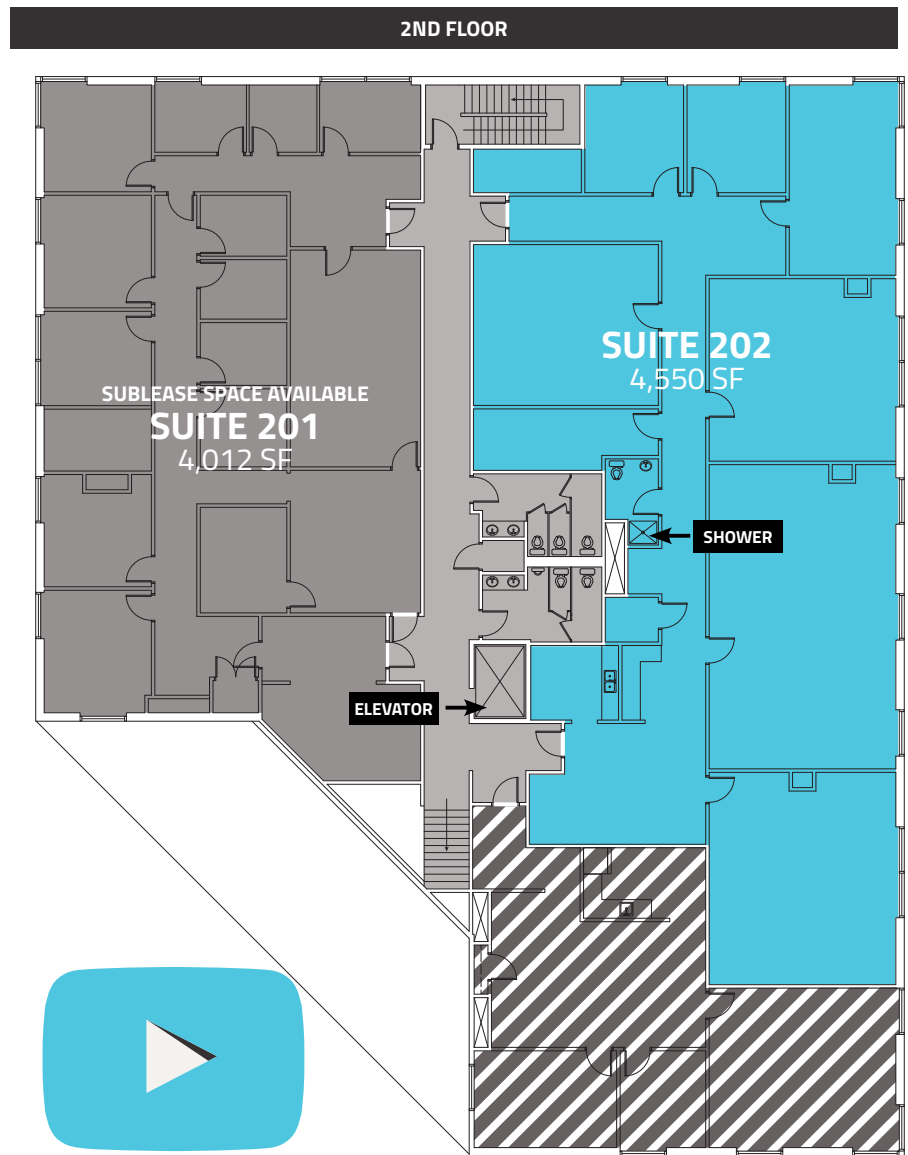 2ND FLOOR
SUITE 202
4,550 SF
SUBLEASE SPACE AVAILABLE
SUITE 201
4,012 SF
SHOWER
ELEVATOR